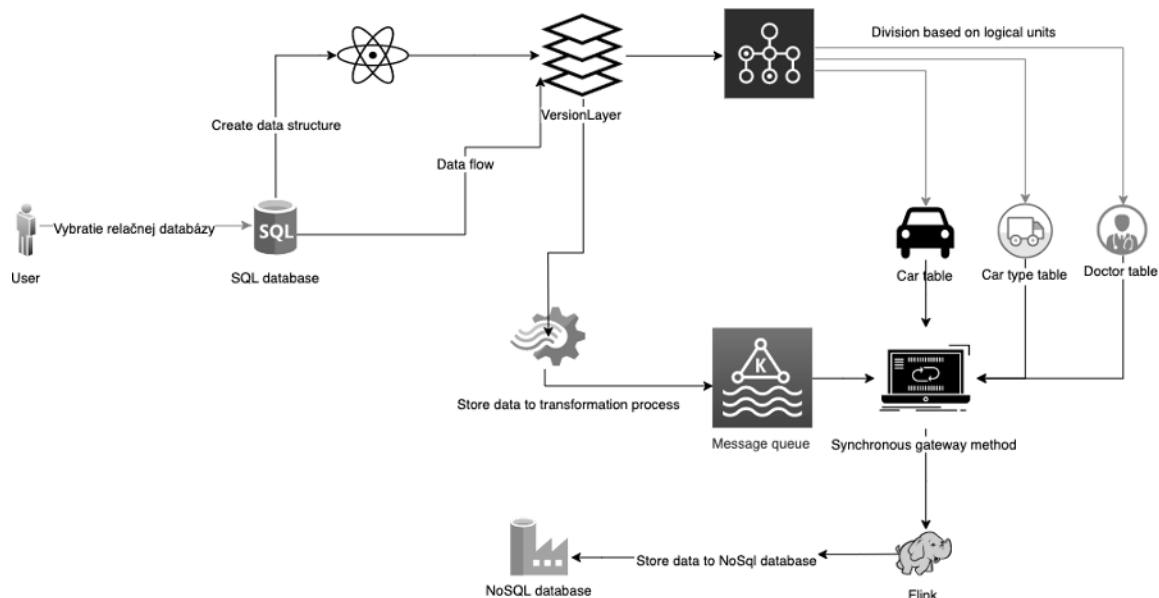 Division based on logical units
VersionLayer
Create data structure
Data flow
Vybratie relačnej databázy
SQL
User
SQL database
Car table
Car type table
Doctor table
K
Store data to transformation process
Message queue
Synchronous gateway method
Store data to NoSql database
NoSQL database
Flink